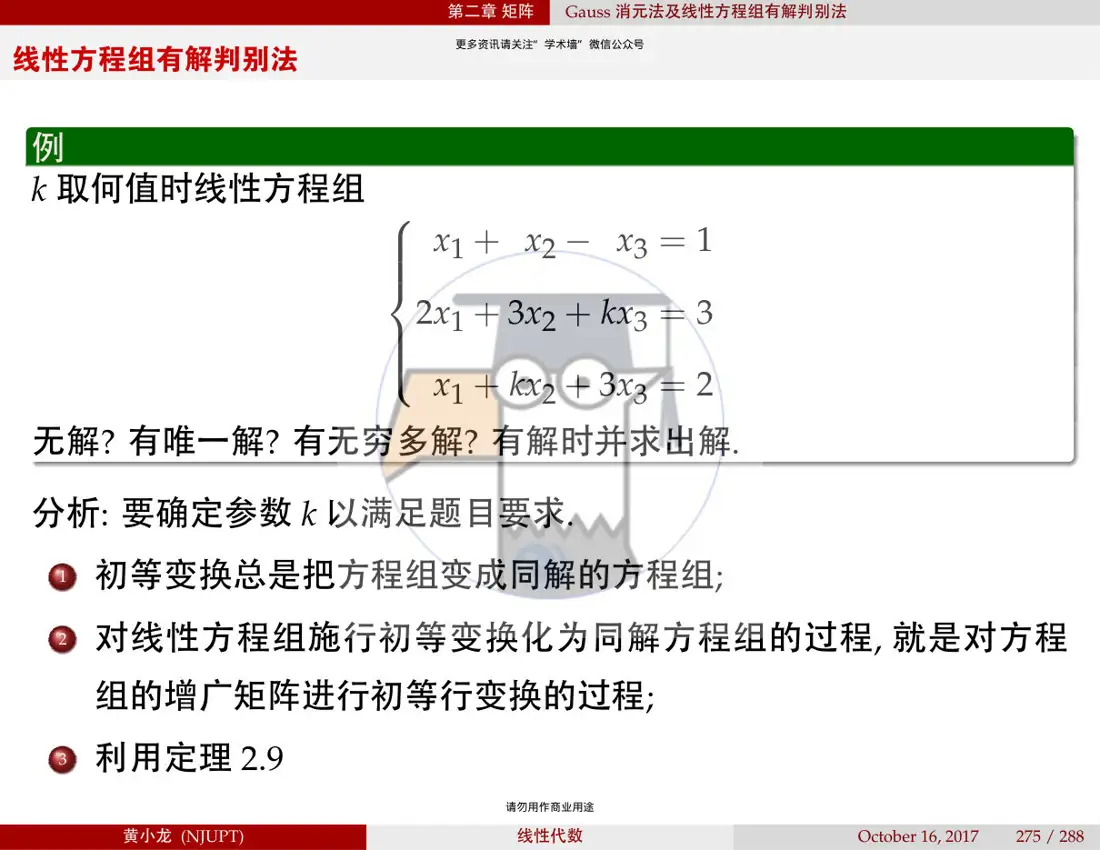 第二章 矩阵 Gauss 消元法及线性方程组有解判别法
线性方程组有解判别法
更多资讯请关注“学术墙”微信公众号
例
k 取何值时线性方程组
x₁ + x₂ − x₃ = 1
2x₁ + 3x₂ + kx₃ = 3
x₁ + kx₂ + 3x₃ = 2
无解? 有唯一解? 有无穷多解? 有解时并求出解.
分析: 要确定参数 k 以满足题目要求.
1 初等变换总是把方程组变成同解的方程组;
2 对线性方程组施行初等变换化为同解方程组的过程, 就是对方程
组的增广矩阵进行初等行变换的过程;
3 利用定理 2.9
请勿用作商业用途
黄小龙 (NJUPT) 线性代数 October 16, 2017 275 / 288